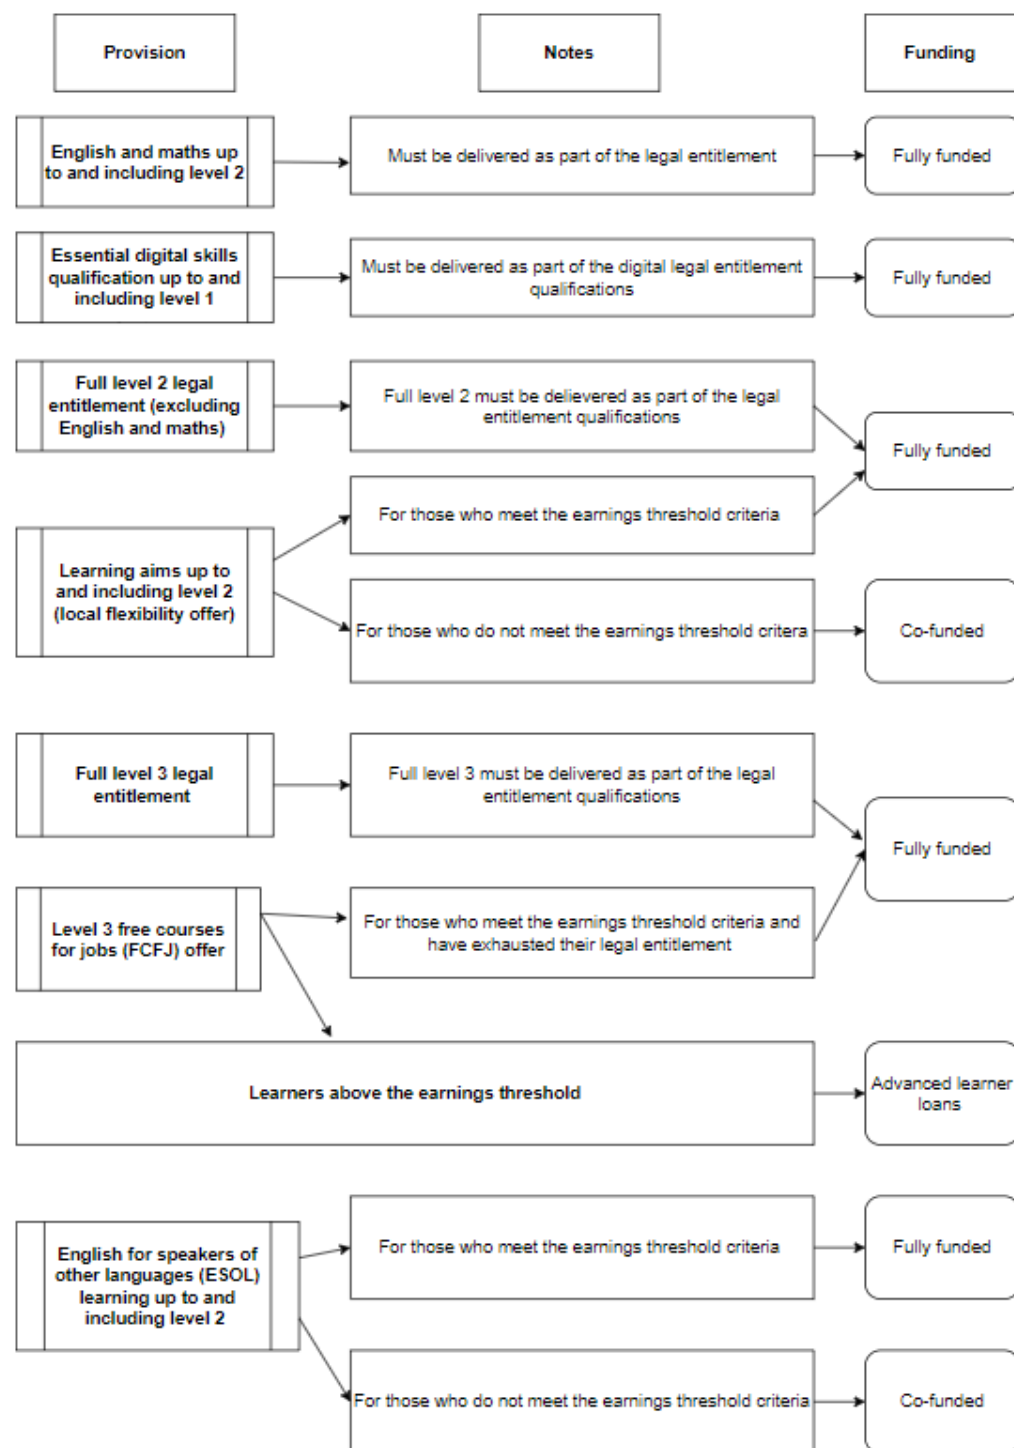 Provision
Notes
Funding
English and maths up
to and including level 2
Must be delivered as part of the legal entitlement
Fully funded
Essential digital skills
qualification up to and
including level 1
Must be delivered as part of the digital legal entitlement
qualifications
Fully funded
Full level 2 legal
entitlement (excluding
English and maths)
Full level 2 must be delievered as part of the legal
entitlement qualifications
Fully funded
Learning aims up to
and including level 2
(local flexibility offer)
For those who meet the earnings threshold criteria
For those who do not meet the earnings threshold critera
Co-funded
Full level 3 legal
entitlement
Full level 3 must be delivered as part of the legal
entitlement qualifications
Fully funded
Level 3 free courses
for jobs (FCFJ) offer
For those who meet the earnings threshold criteria and
have exhausted their legal entitlement
Learners above the earnings threshold
Advanced learner
loans
English for speakers of
other languages (ESOL)
learning up to and
including level 2
For those who meet the earnings threshold criteria
Fully funded
For those who do not meet the earnings threshold criteria
Co-funded